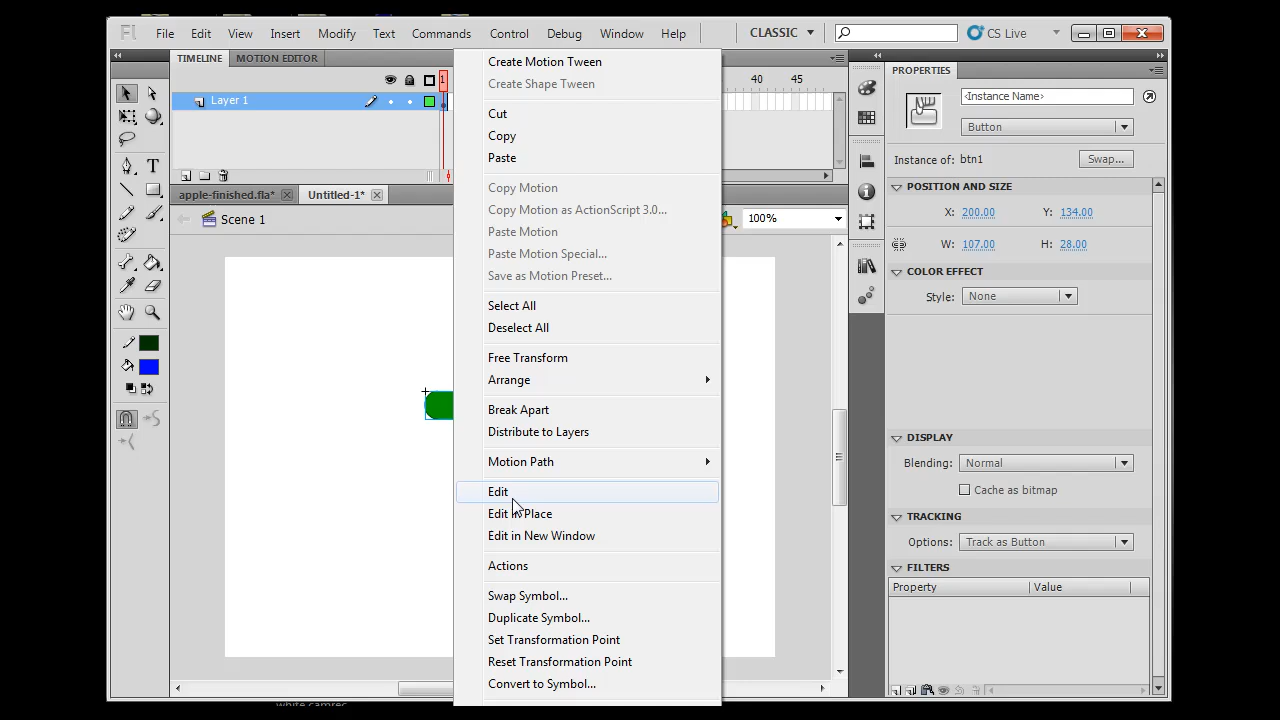 Fl File Edit View Insert Modify Text Commands Control Debug Window Help CLASSIC CS Live
TIMELINE MOTION EDITOR
1 40 45
Layer 1
apple-finished.fla* Untitled-1*
Scene 1 100%
Create Motion Tween
Create Shape Tween
Cut
Copy
Paste
Copy Motion
Copy Motion as ActionScript 3.0...
Paste Motion
Paste Motion Special...
Save as Motion Preset...
Select All
Deselect All
Free Transform
Arrange
Break Apart
Distribute to Layers
Motion Path
Edit
Edit in Place
Edit in New Window
Actions
Swap Symbol...
Duplicate Symbol...
Set Transformation Point
Reset Transformation Point
Convert to Symbol...
PROPERTIES
<Instance Name>
Button
Instance of: btn1 Swap...
POSITION AND SIZE
X: 200.00 Y: 134.00
W: 107.00 H: 28.00
COLOR EFFECT
Style: None
DISPLAY
Blending: Normal
Cache as bitmap
TRACKING
Options: Track as Button
FILTERS
Property Value
white camrec